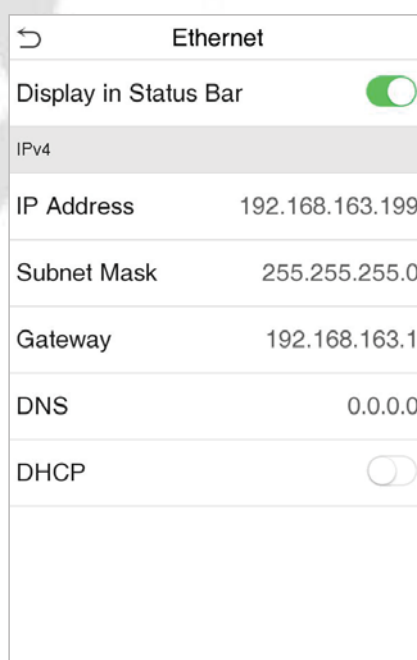 Ethernet
Display in Status Bar
IPv4
IP Address 192.168.163.199
Subnet Mask 255.255.255.0
Gateway 192.168.163.1
DNS 0.0.0.0
DHCP